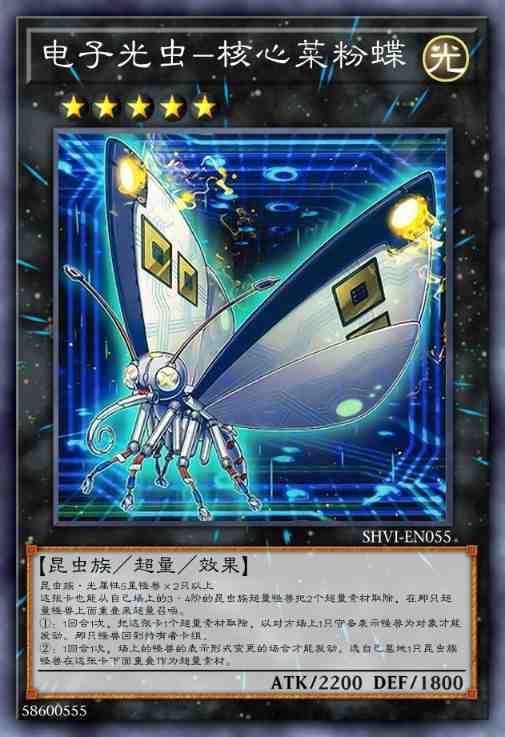 电子光虫-核心菜粉蝶
光
SHVI-EN055
【昆虫族／超量／效果】
昆虫族·光属性5星怪兽×2只以上
这张卡也能从自己场上的3·4阶的昆虫族超量怪兽把2个超量素材取除，在那只超
量怪兽上面重叠来超量召唤。
①：1回合1次，把这张卡1个超量素材取除，以对方场上1只守备表示怪兽为对象才能
发动。那只怪兽回到持有者卡组。
②：1回合1次，场上的怪兽的表示形式变更的场合才能发动。选自己墓地1只昆虫族
怪兽在这张卡下面重叠作为超量素材。
ATK/2200 DEF/1800
58600555